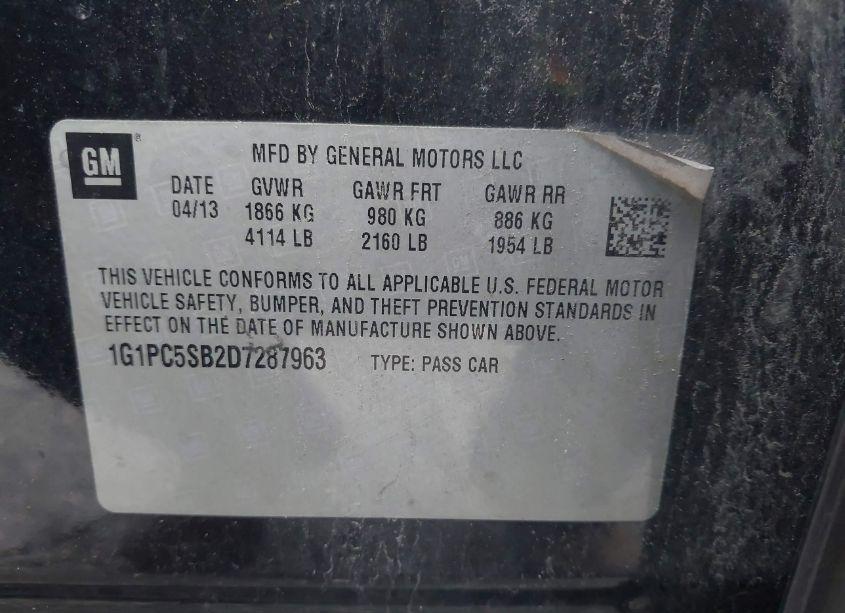 GM
MFD BY GENERAL MOTORS LLC
DATE GVWR GAWR FRT GAWR RR
04/13 1866 KG 980 KG 886 KG
4114 LB 2160 LB 1954 LB
THIS VEHICLE CONFORMS TO ALL APPLICABLE U.S. FEDERAL MOTOR
VEHICLE SAFETY, BUMPER, AND THEFT PREVENTION STANDARDS IN
EFFECT ON THE DATE OF MANUFACTURE SHOWN ABOVE.
1G1PC5SB2D7287963 TYPE: PASS CAR